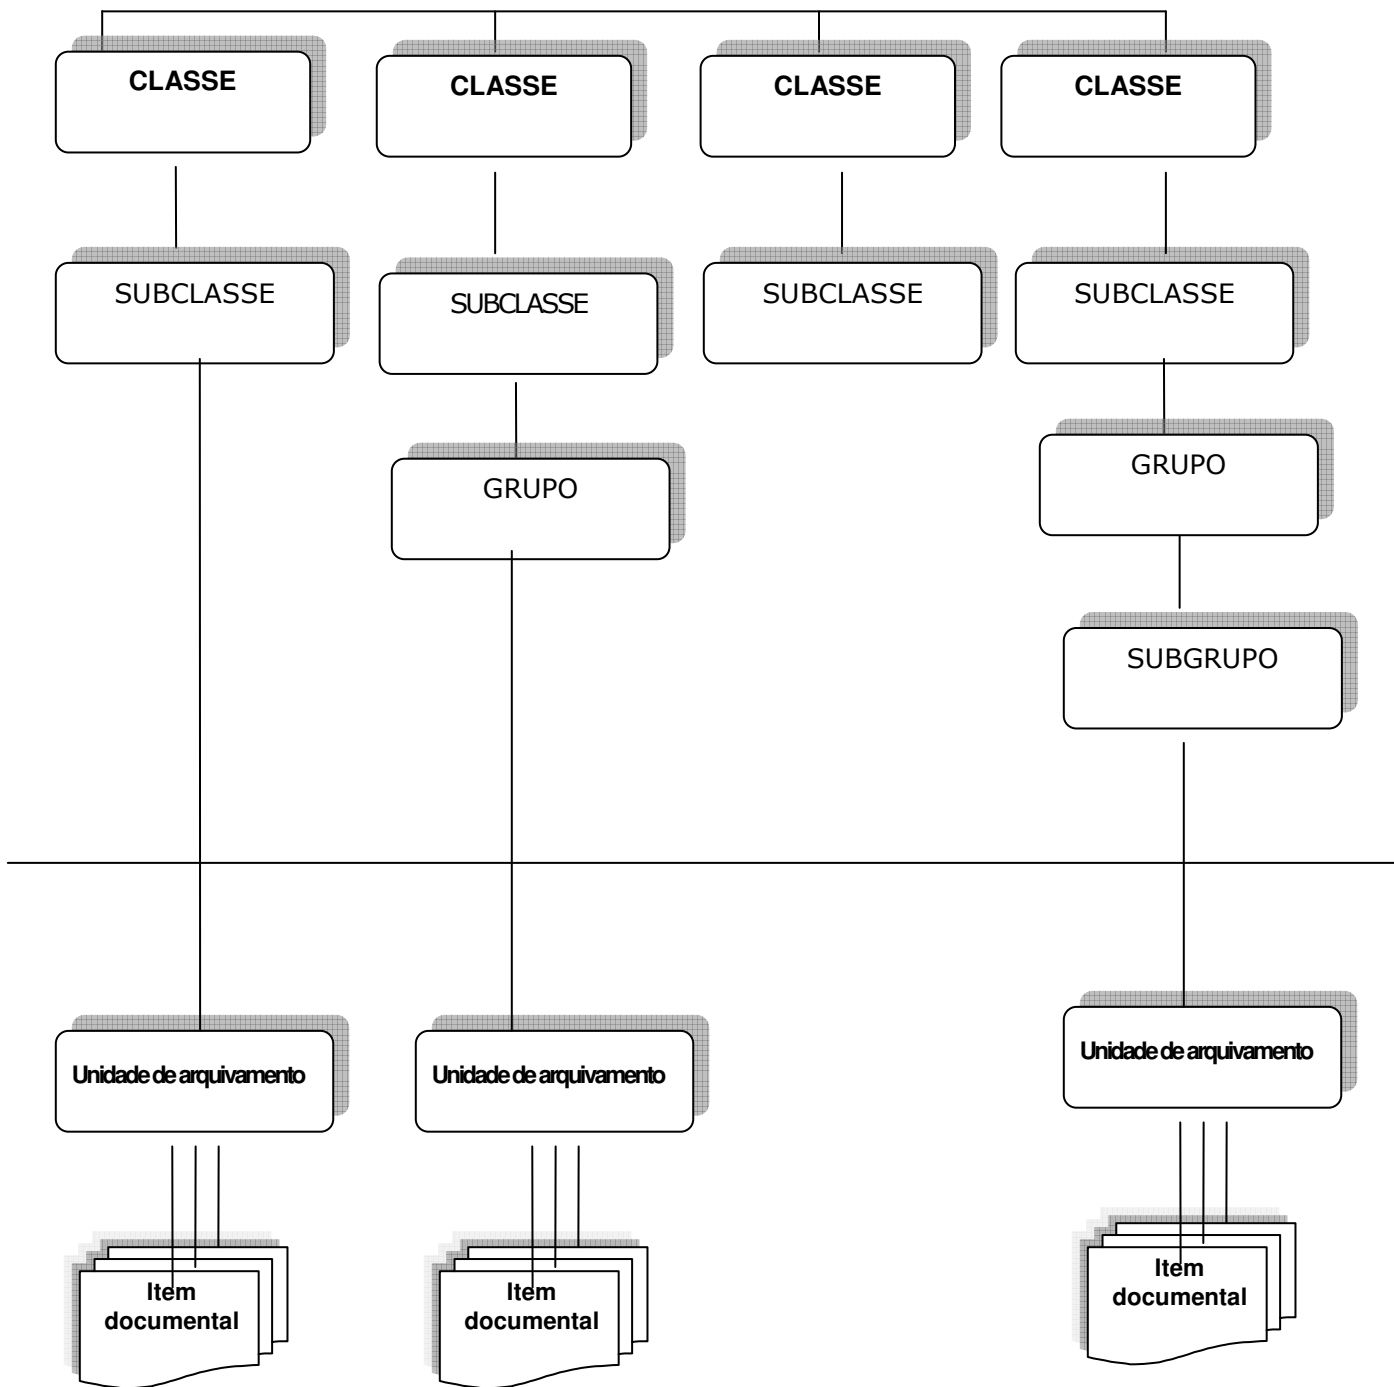 CLASSE
CLASSE
CLASSE
CLASSE
SUBCLASSE
SUBCLASSE
SUBCLASSE
SUBCLASSE
GRUPO
GRUPO
SUBGRUPO
Unidade de arquivamento
Unidade de arquivamento
Unidade de arquivamento
Item
documental
Item
documental
Item
documental